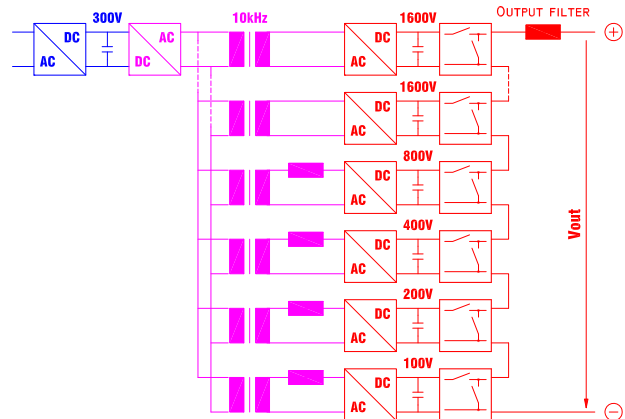 OUTPUT FILTER
300V
10kHz
1600V
DC
AC
AC
DC
DC
AC
1600V
DC
AC
800V
DC
AC
400V
DC
AC
Vout
200V
DC
AC
100V
DC
AC